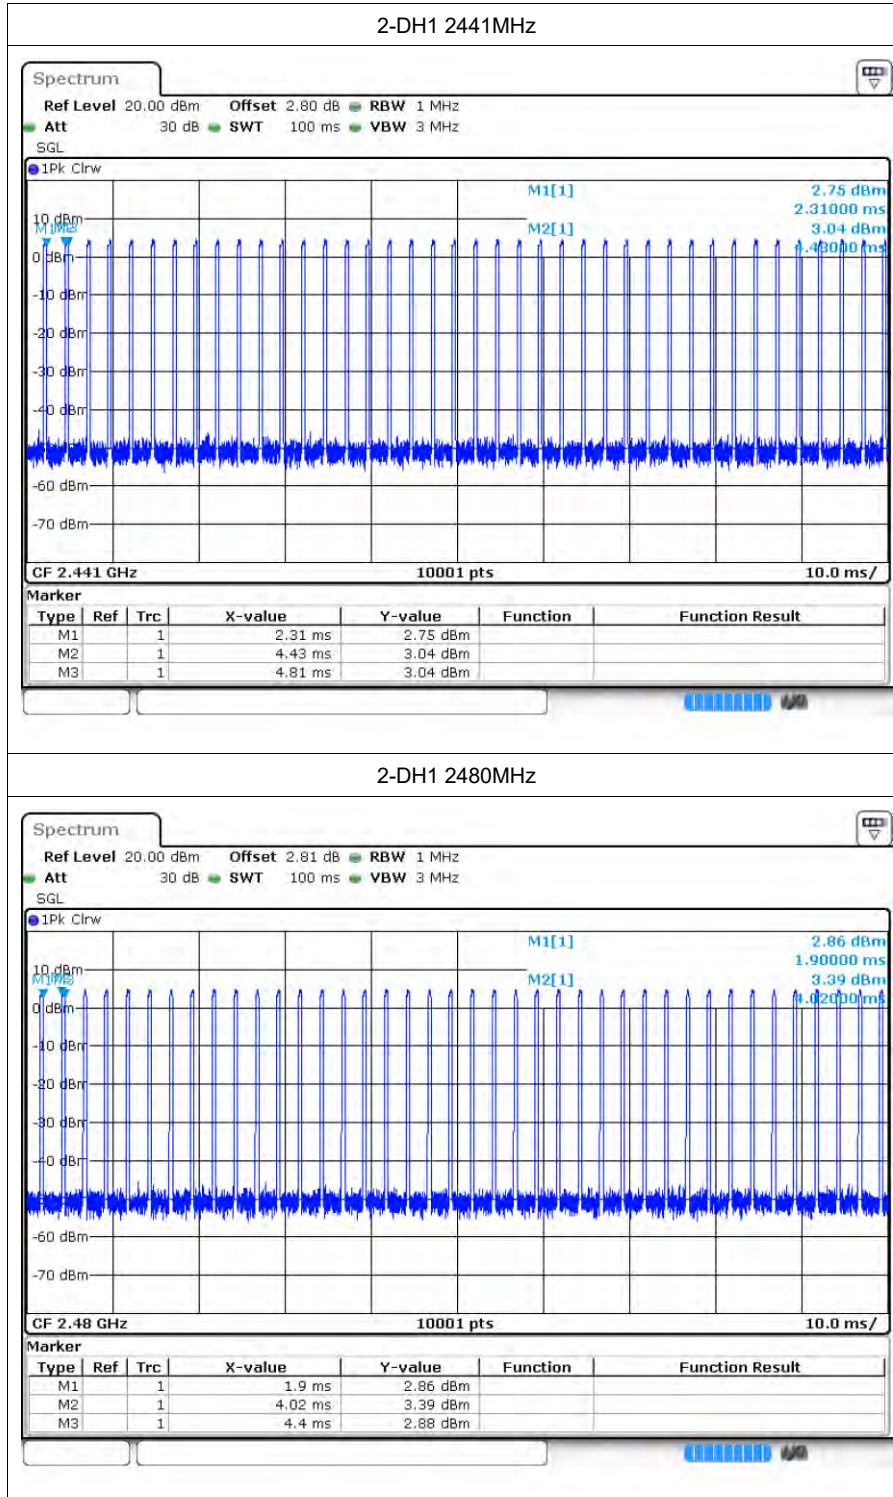 2-DH1 2441MHz
Spectrum
Ref Level 20.00 dBm Offset 2.80 dB RBW 1 MHz
Att 30 dB SWT 100 ms VBW 3 MHz
SGL
1Pk Clrw
M1[1] 2.75 dBm
2.31000 ms
10 dBm
M2[1] 3.04 dBm
4.43000 ms
0 dBm
-10 dBm
-20 dBm
-30 dBm
-40 dBm
-60 dBm
-70 dBm
CF 2.441 GHz 10001 pts 10.0 ms/
Marker
Type Ref Trc X-value Y-value Function Function Result
M1 1 2.31 ms 2.75 dBm
M2 1 4.43 ms 3.04 dBm
M3 1 4.81 ms 3.04 dBm
2-DH1 2480MHz
Spectrum
Ref Level 20.00 dBm Offset 2.81 dB RBW 1 MHz
Att 30 dB SWT 100 ms VBW 3 MHz
SGL
1Pk Clrw
M1[1] 2.86 dBm
1.90000 ms
10 dBm
M2[1] 3.39 dBm
4.02000 ms
0 dBm
-10 dBm
-20 dBm
-30 dBm
-40 dBm
-60 dBm
-70 dBm
CF 2.48 GHz 10001 pts 10.0 ms/
Marker
Type Ref Trc X-value Y-value Function Function Result
M1 1 1.9 ms 2.86 dBm
M2 1 4.02 ms 3.39 dBm
M3 1 4.4 ms 2.88 dBm